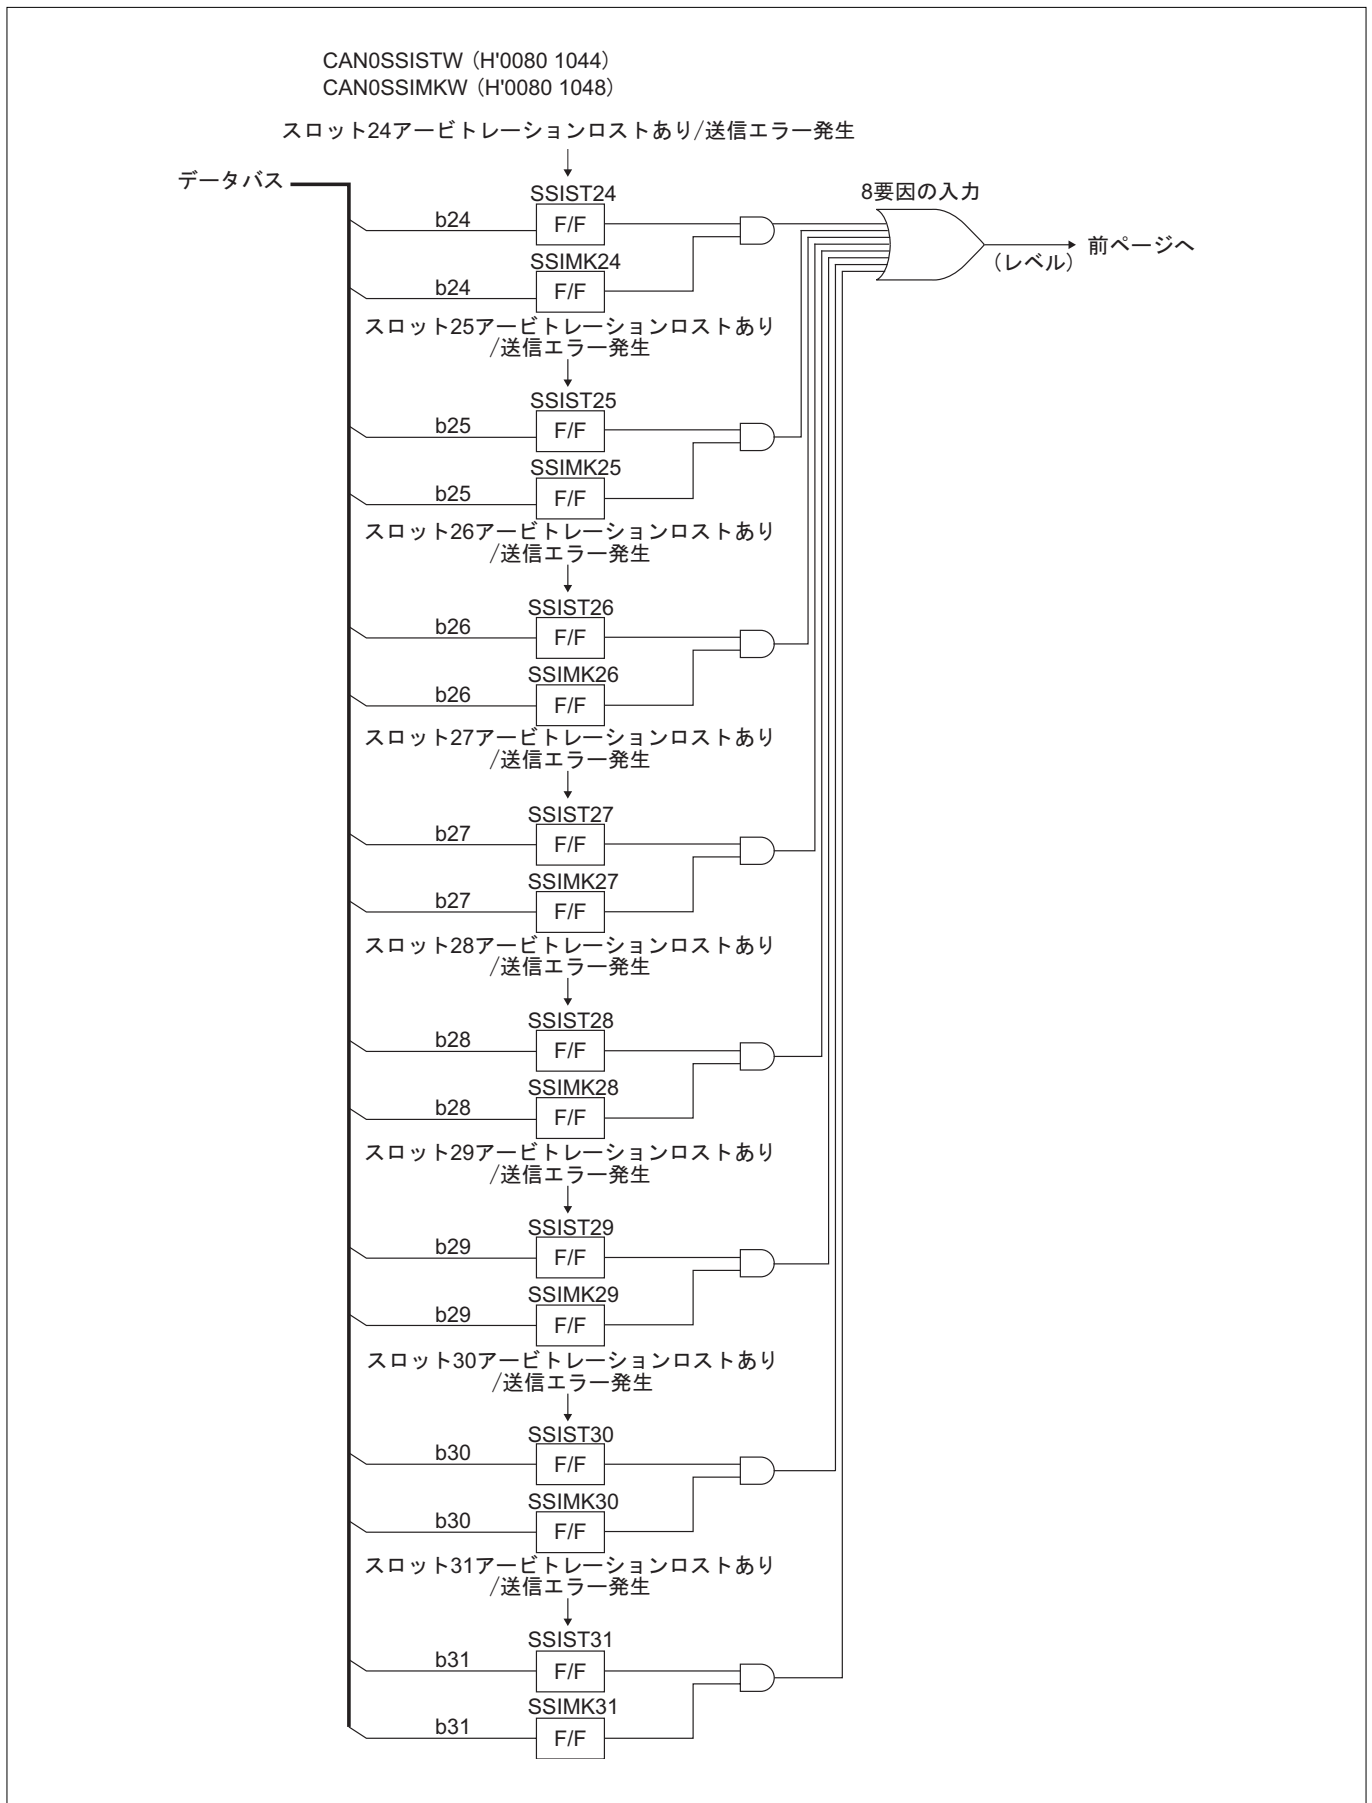 CAN0SSISTW（H'0080 1044）
CAN0SSIMKW（H'0080 1048）
スロット24アービトレーションロストあり/送信エラー発生
データバス
SSIST24
8要因の入力
b24
F/F
前ページへ
（レベル）
SSIMK24
b24
F/F
スロット25アービトレーションロストあり
/送信エラー発生
SSIST25
b25
F/F
SSIMK25
b25
F/F
スロット26アービトレーションロストあり
/送信エラー発生
SSIST26
b26
F/F
SSIMK26
b26
F/F
スロット27アービトレーションロストあり
/送信エラー発生
SSIST27
b27
F/F
SSIMK27
b27
F/F
スロット28アービトレーションロストあり
/送信エラー発生
SSIST28
b28
F/F
SSIMK28
b28
F/F
スロット29アービトレーションロストあり
/送信エラー発生
SSIST29
b29
F/F
SSIMK29
b29
F/F
スロット30アービトレーションロストあり
/送信エラー発生
SSIST30
b30
F/F
SSIMK30
b30
F/F
スロット31アービトレーションロストあり
/送信エラー発生
SSIST31
b31
F/F
SSIMK31
b31
F/F